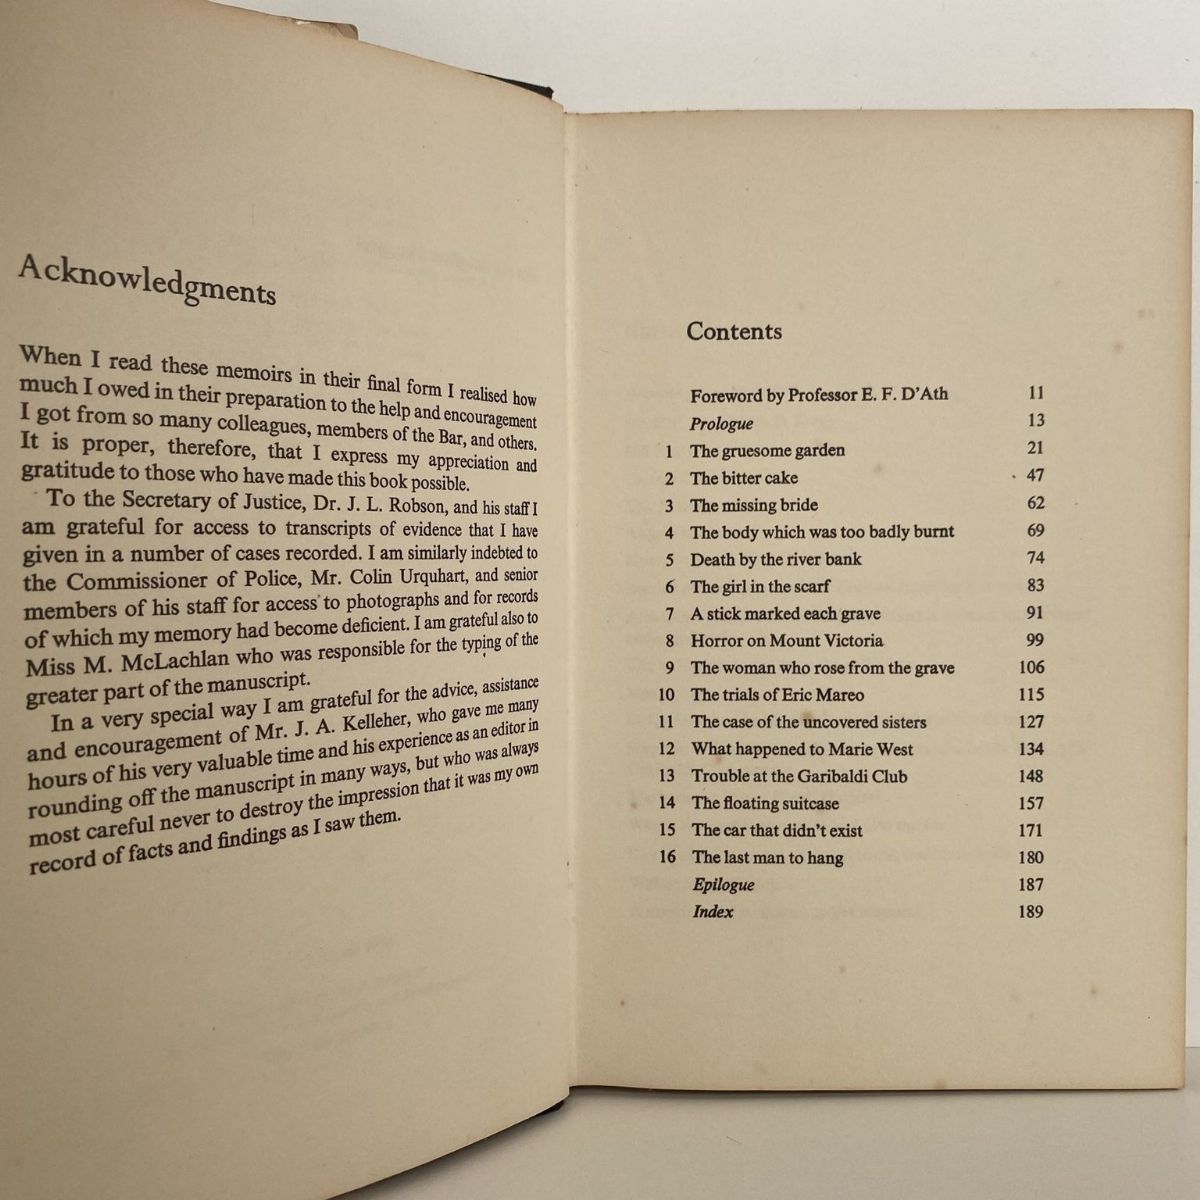 Acknowledgments
When I read these memoirs in their final form I realised how
much I owed in their preparation to the help and encouragement
I got from so many colleagues, members of the Bar, and others.
It is proper, therefore, that I express my appreciation and
gratitude to those who have made this book possible.
To the Secretary of Justice, Dr. J. L. Robson, and his staff I
am grateful for access to transcripts of evidence that I have
given in a number of cases recorded. I am similarly indebted to
the Commissioner of Police, Mr. Colin Urquhart, and senior
members of his staff for access to photographs and for records
of which my memory had become deficient. I am grateful also to
Miss M. McLachlan who was responsible for the typing of the
greater part of the manuscript.
In a very special way I am grateful for the advice, assistance
and encouragement of Mr. J. A. Kelleher, who gave me many
hours of his very valuable time and his experience as an editor in
rounding off the manuscript in many ways, but who was always
most careful never to destroy the impression that it was my own
record of facts and findings as I saw them.
Contents
Foreword by Professor E. F. D'Ath 11
Prologue 13
1 The gruesome garden 21
2 The bitter cake 47
3 The missing bride 62
4 The body which was too badly burnt 69
5 Death by the river bank 74
6 The girl in the scarf 83
7 A stick marked each grave 91
8 Horror on Mount Victoria 99
9 The woman who rose from the grave 106
10 The trials of Eric Mareo 115
11 The case of the uncovered sisters 127
12 What happened to Marie West 134
13 Trouble at the Garibaldi Club 148
14 The floating suitcase 157
15 The car that didn't exist 171
16 The last man to hang 180
Epilogue 187
Index 189